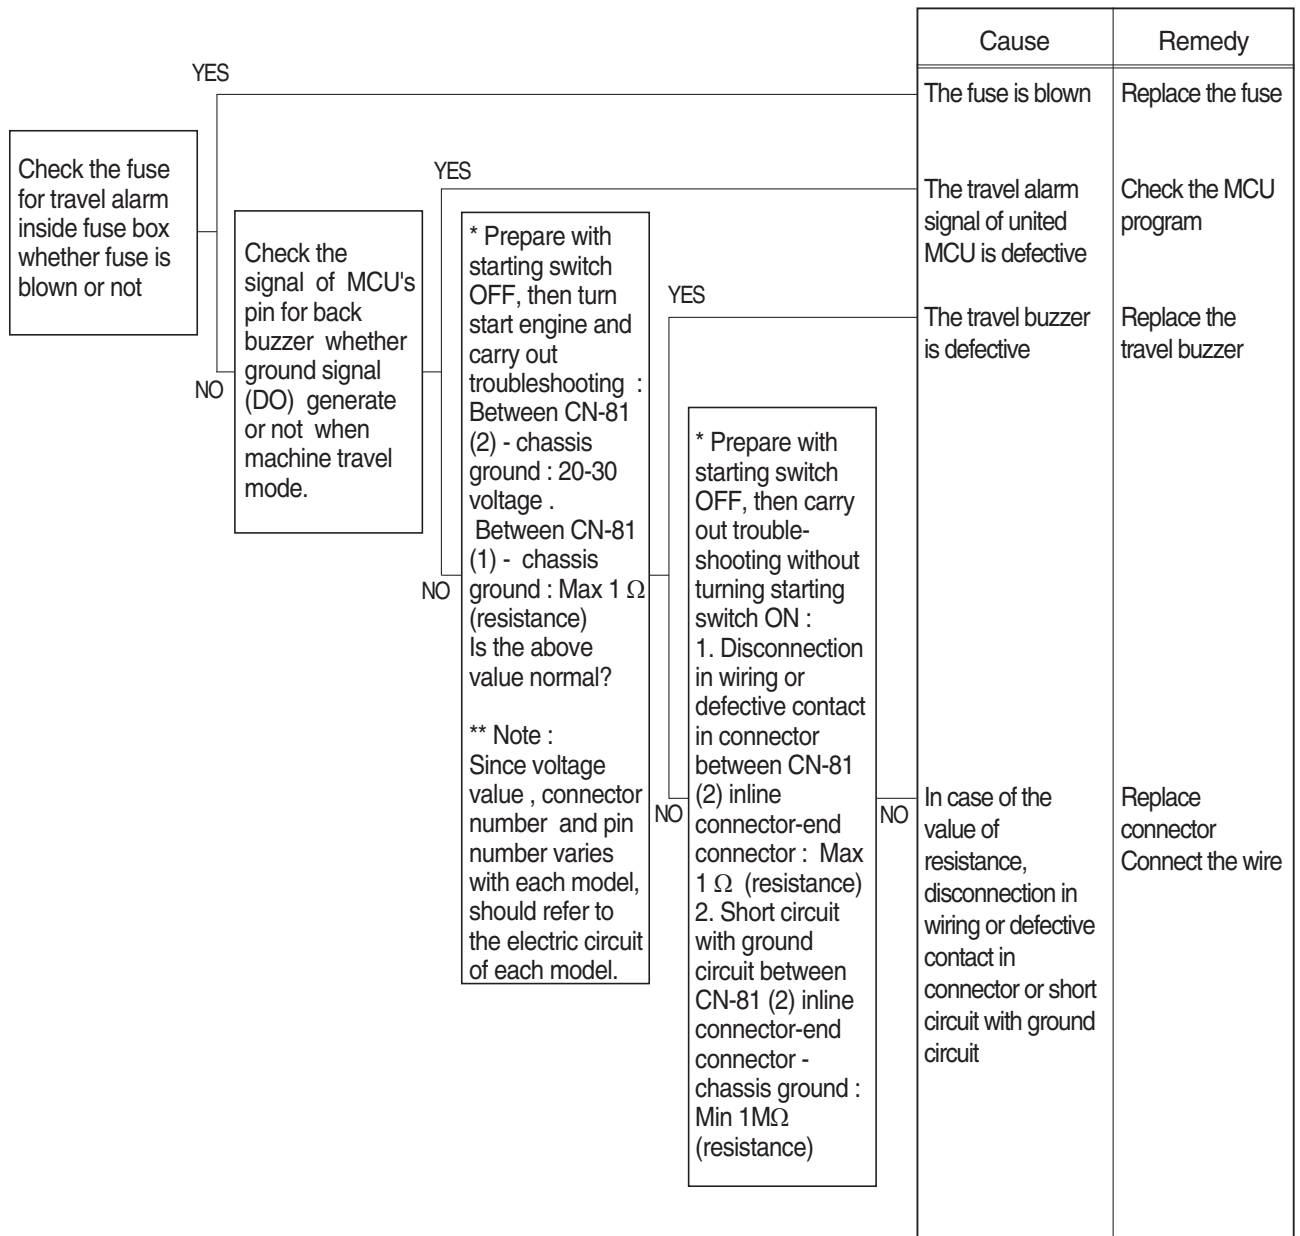 Cause
Remedy
YES
The fuse is blown
Replace the fuse
Check the fuse
for travel alarm
inside fuse box
whether fuse is
blown or not
NO
YES
The travel alarm
signal of united
MCU is defective
Check the MCU
program
Check the
signal of MCU's
pin for back
buzzer whether
ground signal
(DO) generate
or not when
machine travel
mode.
NO
* Prepare with
starting switch
OFF, then turn
start engine and
carry out
troubleshooting :
Between CN-81
(2) - chassis
ground : 20-30
voltage .
Between CN-81
(1) - chassis
ground : Max 1 Ω
(resistance)
Is the above
value normal?
** Note :
Since voltage
value , connector
number and pin
number varies
with each model,
should refer to
the electric circuit
of each model.
YES
The travel buzzer
is defective
Replace the
travel buzzer
NO
* Prepare with
starting switch
OFF, then carry
out trouble-
shooting without
turning starting
switch ON :
1. Disconnection
in wiring or
defective contact
in connector
between CN-81
(2) inline
connector-end
connector : Max
1 Ω (resistance)
2. Short circuit
with ground
circuit between
CN-81 (2) inline
connector-end
connector -
chassis ground :
Min 1MΩ
(resistance)
NO
In case of the
value of
resistance,
disconnection in
wiring or defective
contact in
connector or short
circuit with ground
circuit
Replace
connector
Connect the wire